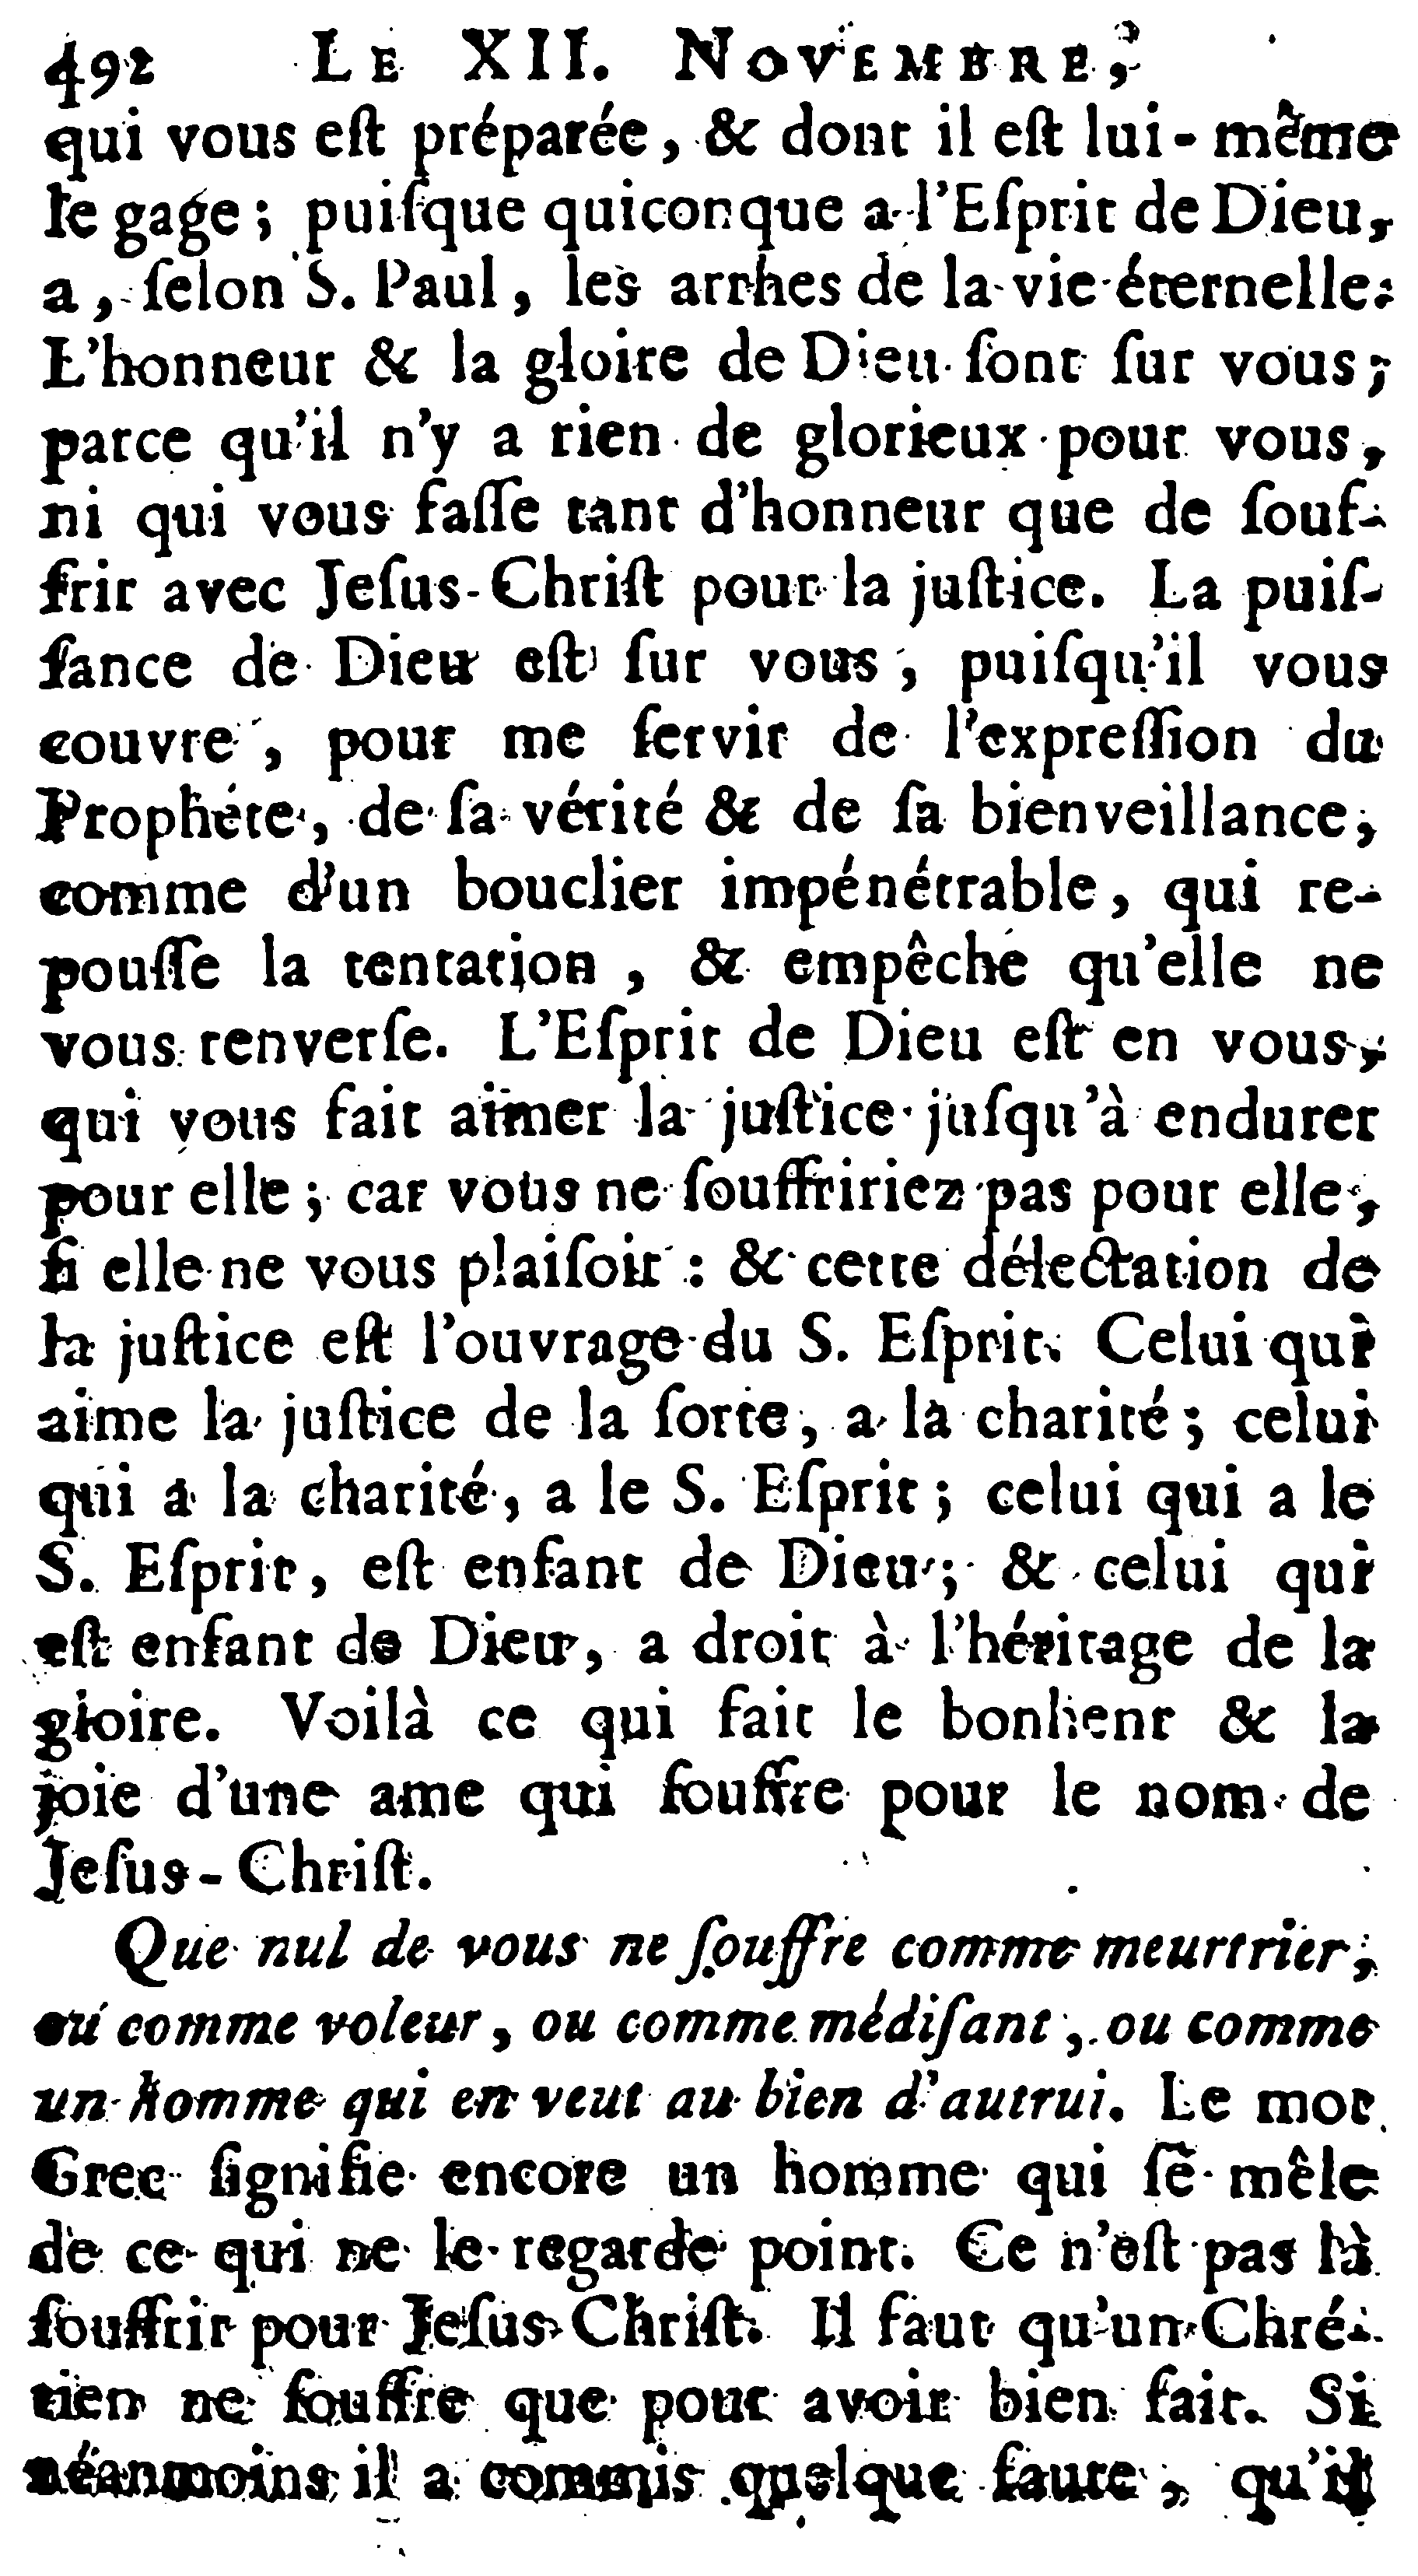 492 LE XII. NOVEMBRE,
qui vous eſt préparée, & dont il eſt lui-même
le gage; puiſque quiconque a l'Eſprit de Dieu,
a, ſelon S. Paul, les arrhes de la vie éternelle.
L'honneur & la gloire de Dieu ſont ſur vous;
parce qu'il n'y a rien de glorieux pour vous,
ni qui vous faſſe tant d'honneur que de ſouf-
frir avec Jeſus-Chriſt pour la juſtice. La puiſ-
ſance de Dieu eſt ſur vous, puiſqu'il vous
couvre, pour me ſervir de l'expreſſion du
Prophéte, de ſa vérité & de ſa bienveillance,
comme d'un bouclier impénétrable, qui re-
pouſſe la tentation, & empêche qu'elle ne
vous renverſe. L'Eſprit de Dieu eſt en vous,
qui vous fait aimer la juſtice juſqu'à endurer
pour elle; car vous ne ſouffririez pas pour elle,
ſi elle ne vous plaiſoit: & cette délectation de
la juſtice eſt l'ouvrage du S. Eſprit. Celui qui
aime la juſtice de la ſorte, a la charité; celui
qui a la charité, a le S. Eſprit; celui qui a le
S. Eſprit, eſt enfant de Dieu; & celui qui
eſt enfant de Dieu, a droit à l'héritage de la
gloire. Voilà ce qui fait le bonheur & la
joie d'une ame qui ſouffre pour le nom de
Jeſus-Chriſt.
Que nul de vous ne ſouffre comme meurtrier,
ou comme voleur, ou comme médiſant, ou comme
un homme qui en veut au bien d'autrui. Le mot
Grec ſignifie encore un homme qui ſe mêle
de ce qui ne le regarde point. Ce n'eſt pas là
ſouffrir pour Jeſus-Chriſt. Il faut qu'un Chré-
tien ne ſouffre que pour avoir bien fait. Si
néanmoins il a commis quelque faute, qu'il